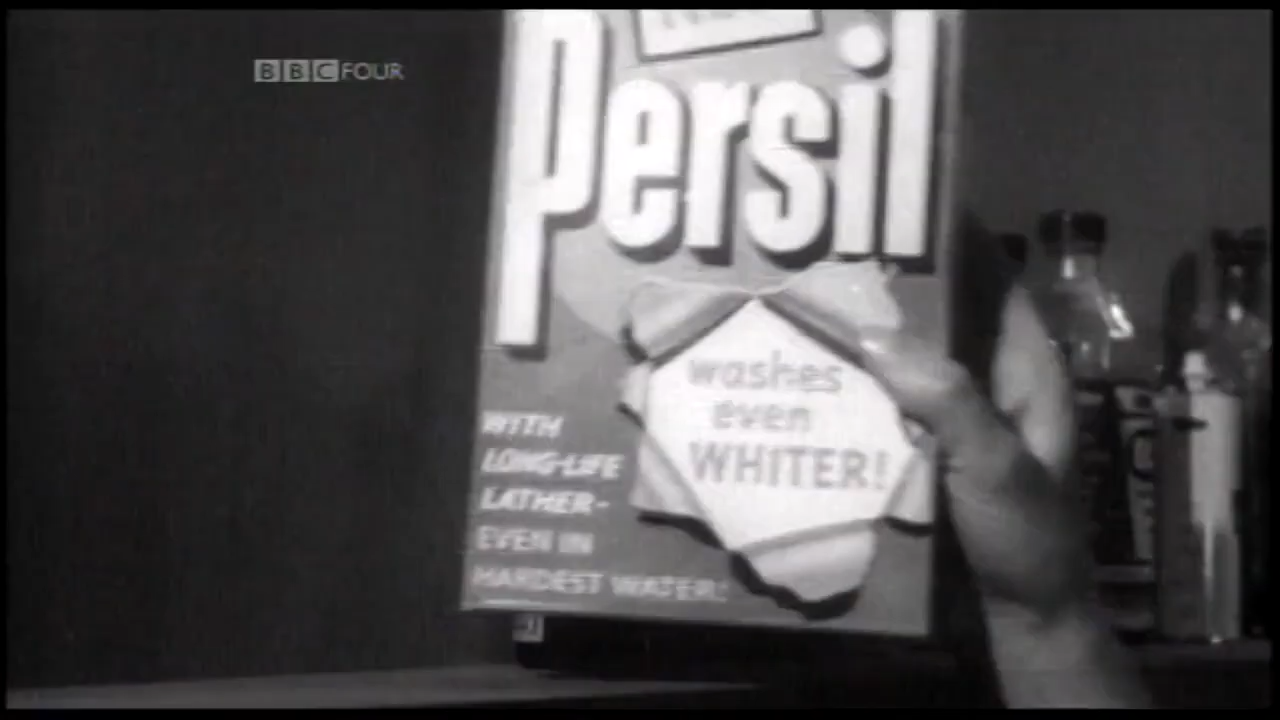 BBC FOUR
Persil
washes
even
WHITER!
WITH
LONG-LIFE
LATHER-
EVEN IN
HARDEST WATER!